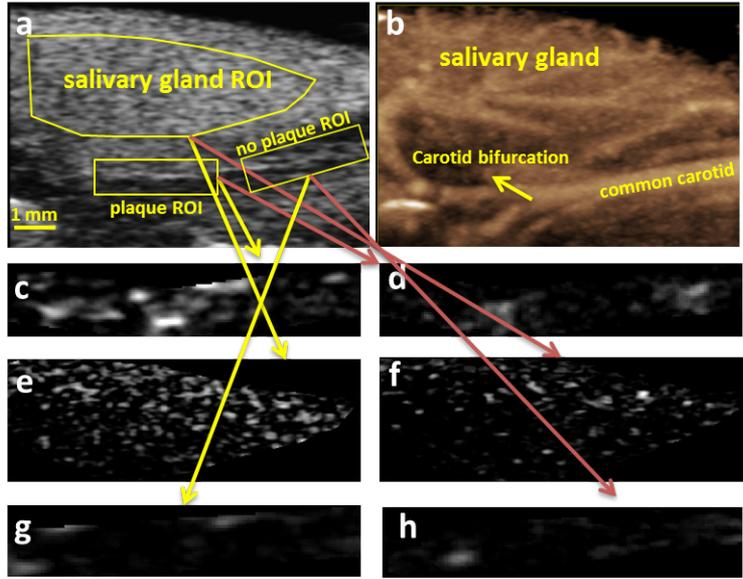 a
salivary gland ROI
no plaque ROI
plaque ROI
1 mm
b
salivary gland
Carotid bifurcation
common carotid
c
d
e
f
g
h